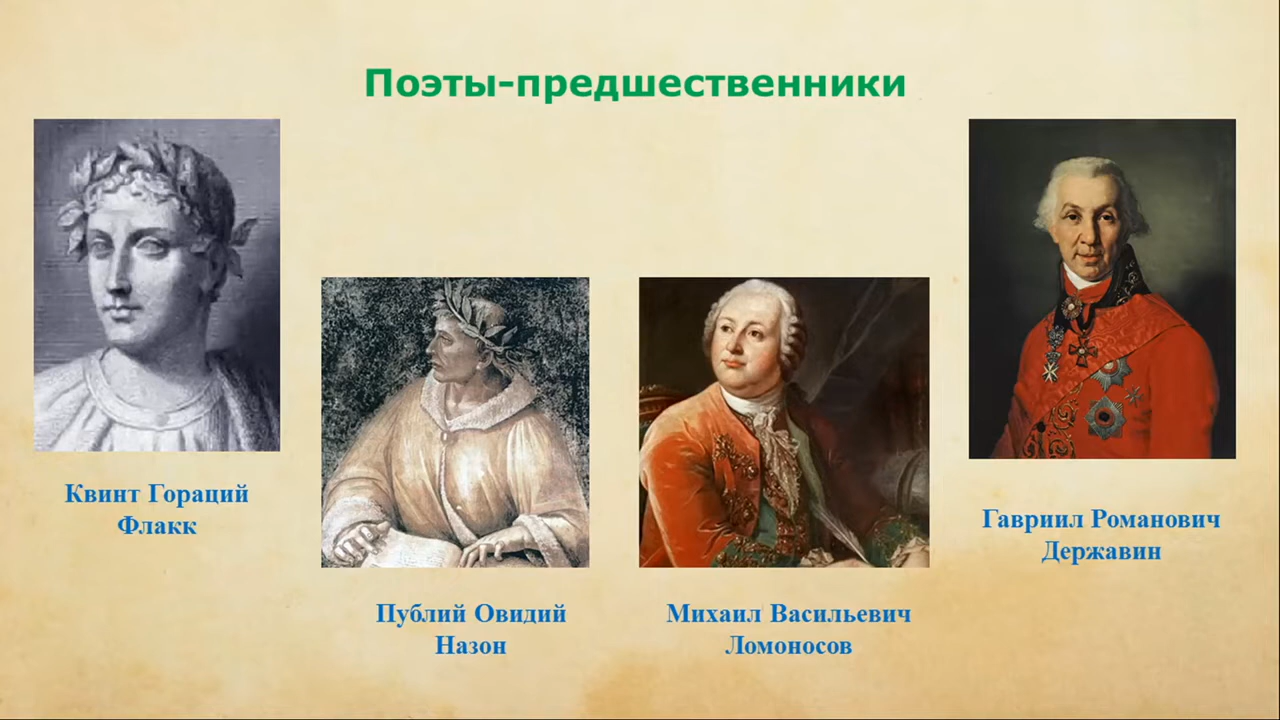 Поэты-предшественники
Квинт Гораций
Флакк
Публий Овидий
Назон
Михаил Васильевич
Ломоносов
Гавриил Романович
Державин